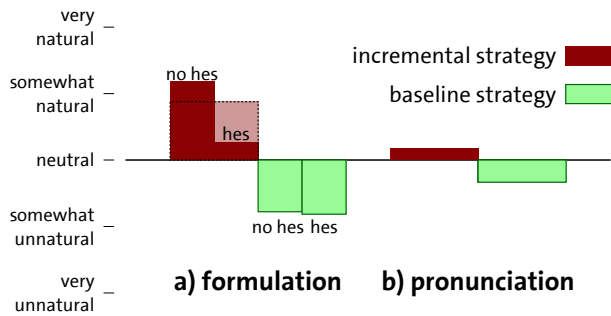 very
natural
somewhat
natural
neutral
somewhat
unnatural
very
unnatural
no hes
hes
no hes
hes
incremental strategy
baseline strategy
a) formulation
b) pronunciation